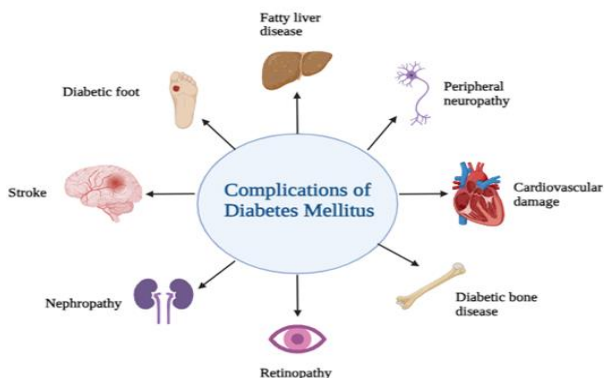 Fatty liver
disease
Diabetic foot
Peripheral
neuropathy
Stroke
Complications of
Diabetes Mellitus
Cardiovascular
damage
Nephropathy
Diabetic bone
disease
Retinopathy